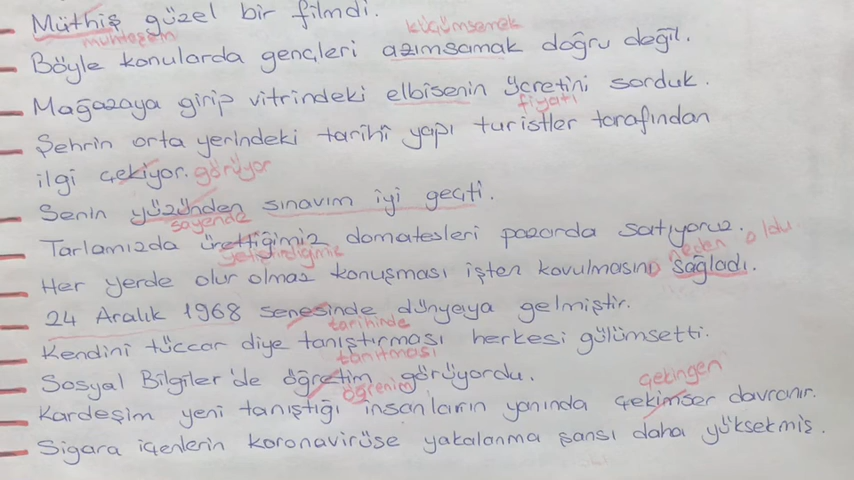 Müthiş güzel bir filmdi.
muhteşem küçümsemek
Böyle konularda gençleri azımsamak doğru değil.
Mağazaya girip vitrindeki elbisenin ücretini sorduk.
fiyatı
Şehrin orta yerindeki tarihî yapı turistler tarafından
ilgi çekiyor. görüyor
Senin yüzünden sınavım iyi geçti.
sayende
Tarlamızda ürettiğimiz domatesleri pazarda satıyoruz.
yetiştirdiğimiz neden oldu
Her yerde olur olmaz konuşması işten kovulmasını sağladı.
24 Aralık 1968 senesinde dünyaya gelmiştir.
tarihinde
Kendini tüccar diye tanıştırması herkesi gülümsetti.
tanıtması
Sosyal Bilgiler'de öğretim görüyordu.
öğrenim çekingen
Kardeşim yeni tanıştığı insanların yanında çekimser davranır.
Sigara içenlerin koronavirüse yakalanma şansı daha yüksekmiş.